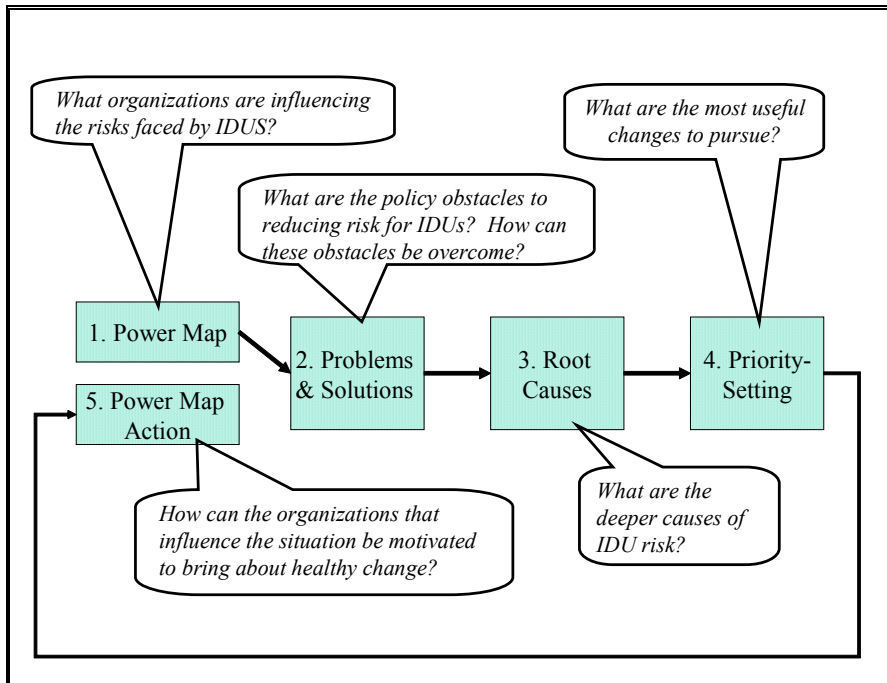 What organizations are influencing
the risks faced by IDUS?
What are the most useful
changes to pursue?
What are the policy obstacles to
reducing risk for IDUs?  How can
these obstacles be overcome?
1. Power Map
2. Problems
& Solutions
3. Root
Causes
4. Priority-
Setting
5. Power Map
Action
How can the organizations that
influence the situation be motivated
to bring about healthy change?
What are the
deeper causes of
IDU risk?